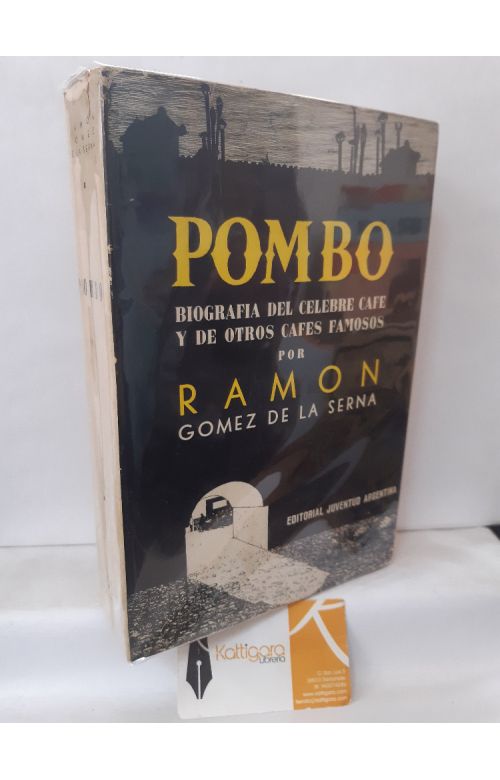 POMBO
BIOGRAFIA DEL CELEBRE CAFE
Y DE OTROS CAFES FAMOSOS
POR
RAMON
GOMEZ DE LA SERNA
EDITORIAL JUVENTUD ARGENTINA
POMBO
Kattigara
Librería